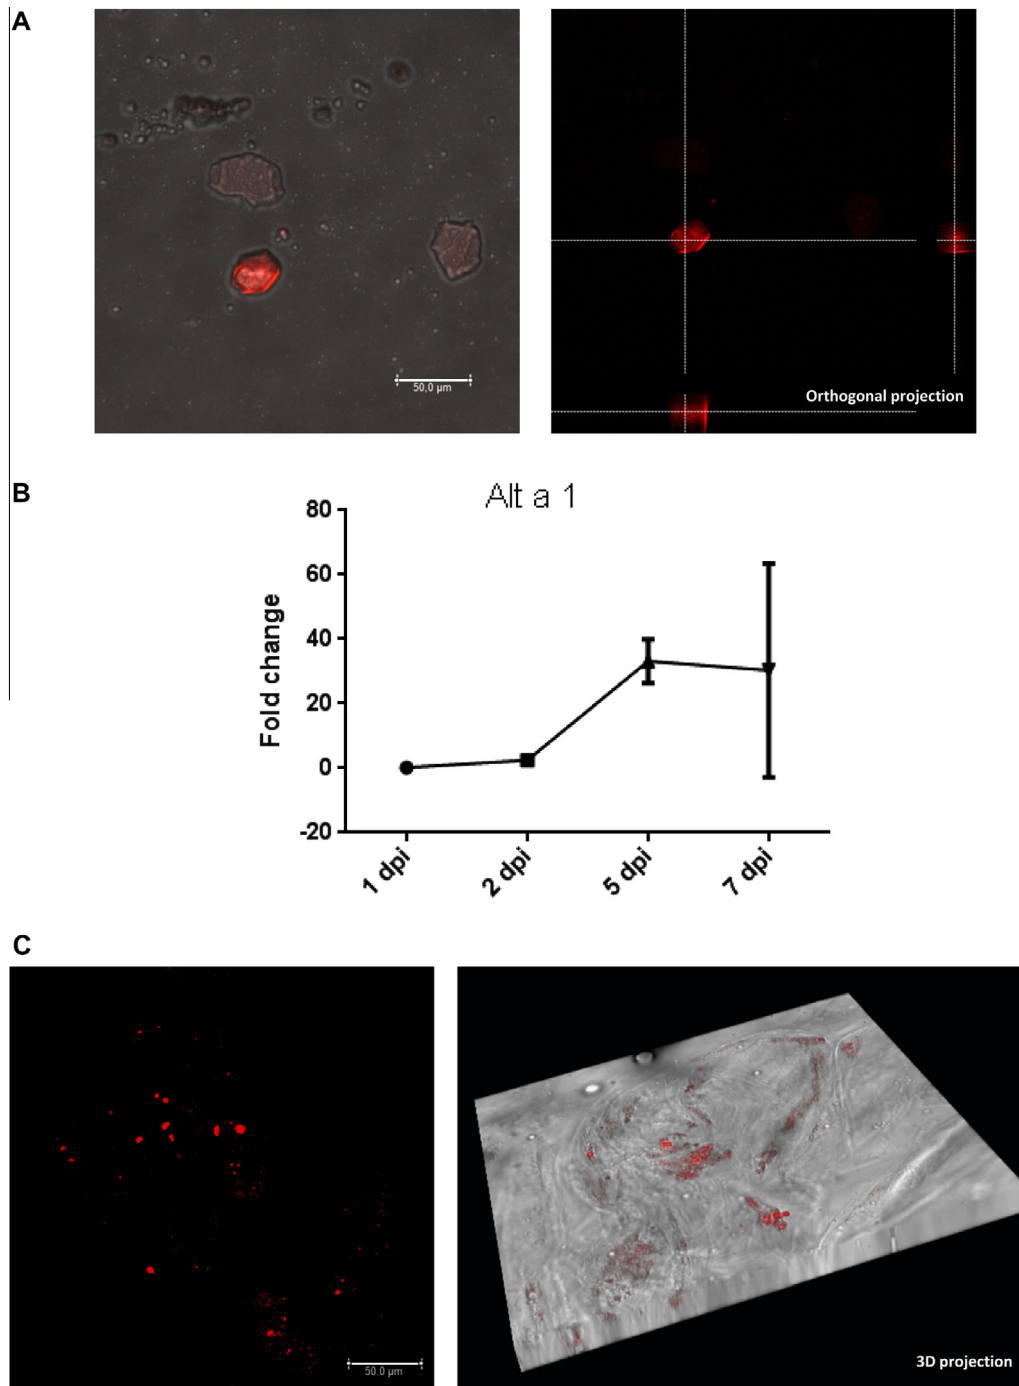 A
50,0 µm
Orthogonal projection
B
Alt a 1
80
60
40
20
0
-20
Fold change
1 dpi
2 dpi
5 dpi
7 dpi
C
50,0 µm
3D projection